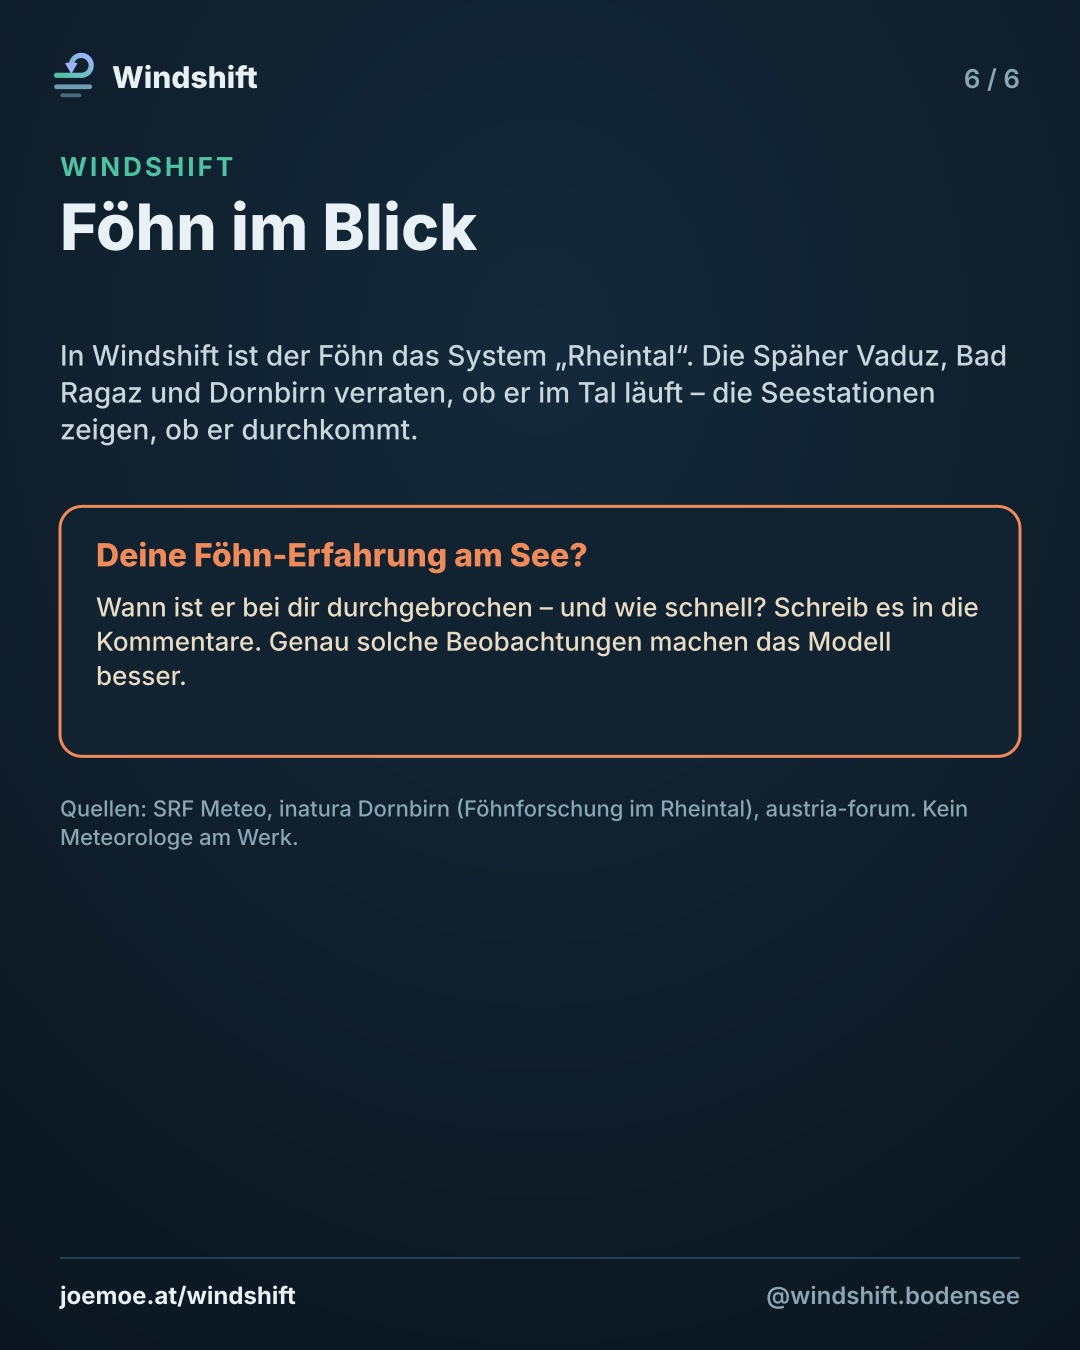 Windshift
6 / 6
WINDSHIFT
Föhn im Blick
In Windshift ist der Föhn das System „Rheintal“. Die Späher Vaduz, Bad
Ragaz und Dornbirn verraten, ob er im Tal läuft – die Seestationen
zeigen, ob er durchkommt.
Deine Föhn-Erfahrung am See?
Wann ist er bei dir durchgebrochen – und wie schnell? Schreib es in die
Kommentare. Genau solche Beobachtungen machen das Modell
besser.
Quellen: SRF Meteo, inatura Dornbirn (Föhnforschung im Rheintal), austria-forum. Kein
Meteorologe am Werk.
joemoe.at/windshift
@windshift.bodensee